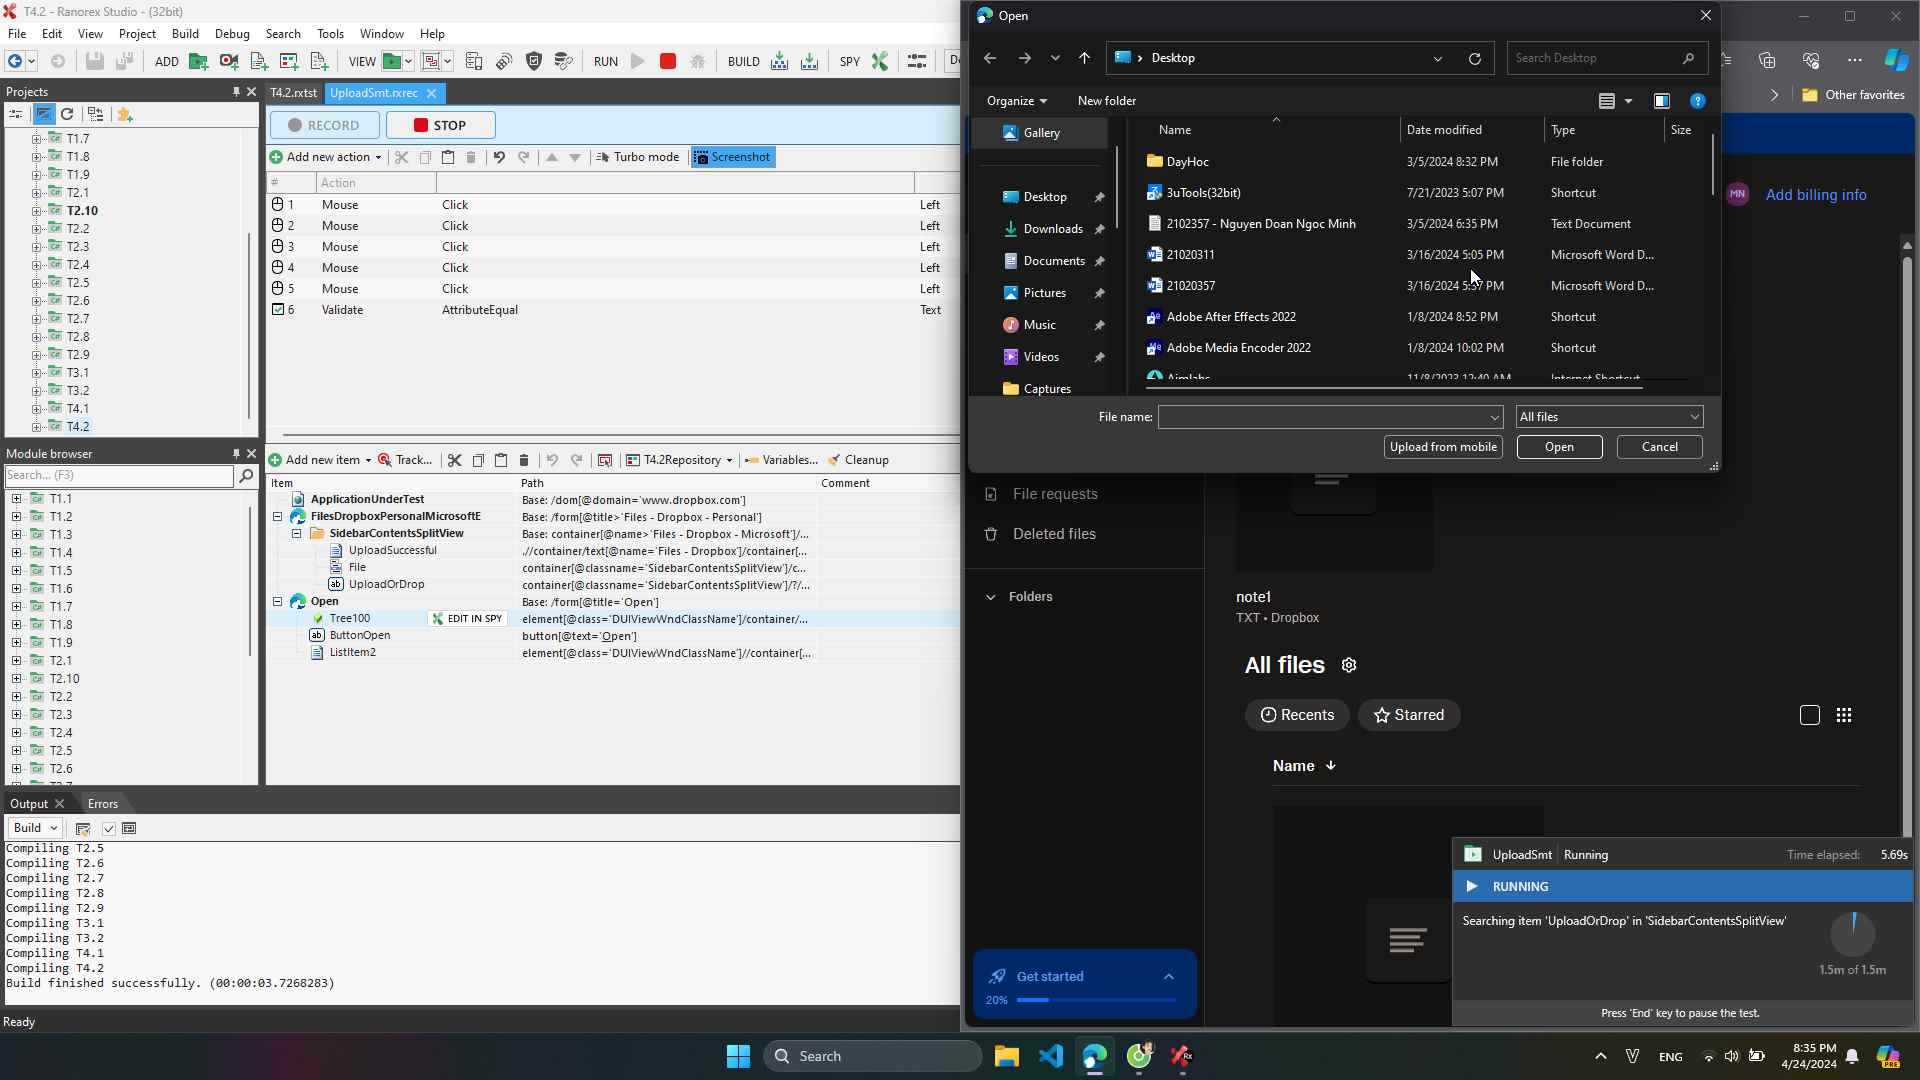 T4.2 - Ranorex Studio - (32bit)
File Edit View Project Build Debug Search Tools Window Help
ADD VIEW RUN BUILD SPY
Projects
T1.7
T1.8
T1.9
T2.1
T2.10
T2.2
T2.3
T2.4
T2.5
T2.6
T2.7
T2.8
T2.9
T3.1
T3.2
T4.1
T4.2
Module browser
Search... (F3)
T1.1
T1.2
T1.3
T1.4
T1.5
T1.6
T1.7
T1.8
T1.9
T2.1
T2.10
T2.2
T2.3
T2.4
T2.5
T2.6
T4.2.rxtst UploadSmt.rxrec
RECORD STOP
Add new action Turbo mode Screenshot
# Action
1 Mouse Click Left
2 Mouse Click Left
3 Mouse Click Left
4 Mouse Click Left
5 Mouse Click Left
6 Validate AttributeEqual Text
Add new item Track... T4.2Repository Variables... Cleanup
Item Path Comment
ApplicationUnderTest Base: /dom[@domain='www.dropbox.com']
FilesDropboxPersonalMicrosoftE Base: /form[@title>'Files - Dropbox - Personal']
SidebarContentsSplitView Base: container[@name>'Files - Dropbox - Microsoft']/...
UploadSuccessful .//container/text[@name='Files - Dropbox']/container[...
File container[@classname='SidebarContentsSplitView']/c...
UploadOrDrop container[@classname='SidebarContentsSplitView']/?/...
Open Base: /form[@title='Open']
Tree100 EDIT IN SPY element[@class='DUIViewWndClassName']/container/...
ButtonOpen button[@text='Open']
ListItem2 element[@class='DUIViewWndClassName']//container[...
Output Errors
Build
Compiling T2.5
Compiling T2.6
Compiling T2.7
Compiling T2.8
Compiling T2.9
Compiling T3.1
Compiling T3.2
Compiling T4.1
Compiling T4.2
Build finished successfully. (00:00:03.7268283)
Ready
Open
Desktop
Search Desktop
Organize New folder
Gallery
Desktop
Downloads
Documents
Pictures
Music
Videos
Captures
Name Date modified Type Size
DayHoc 3/5/2024 8:32 PM File folder
3uTools(32bit) 7/21/2023 5:07 PM Shortcut
2102357 - Nguyen Doan Ngoc Minh 3/5/2024 6:35 PM Text Document
21020311 3/16/2024 5:05 PM Microsoft Word D...
21020357 3/16/2024 5:37 PM Microsoft Word D...
Adobe After Effects 2022 1/8/2024 8:52 PM Shortcut
Adobe Media Encoder 2022 1/8/2024 10:02 PM Shortcut
Aimlabs 11/8/2023 12:40 AM Internet Shortcut
File name: All files
Upload from mobile Open Cancel
Other favorites
MN Add billing info
File requests
Deleted files
Folders
note1
TXT • Dropbox
All files
Recents Starred
Name
Get started
20%
UploadSmt Running Time elapsed: 5.69s
RUNNING
Searching item 'UploadOrDrop' in 'SidebarContentsSplitView'
1.5m of 1.5m
Press 'End' key to pause the test.
Search
V ENG
8:35 PM
4/24/2024
PRE